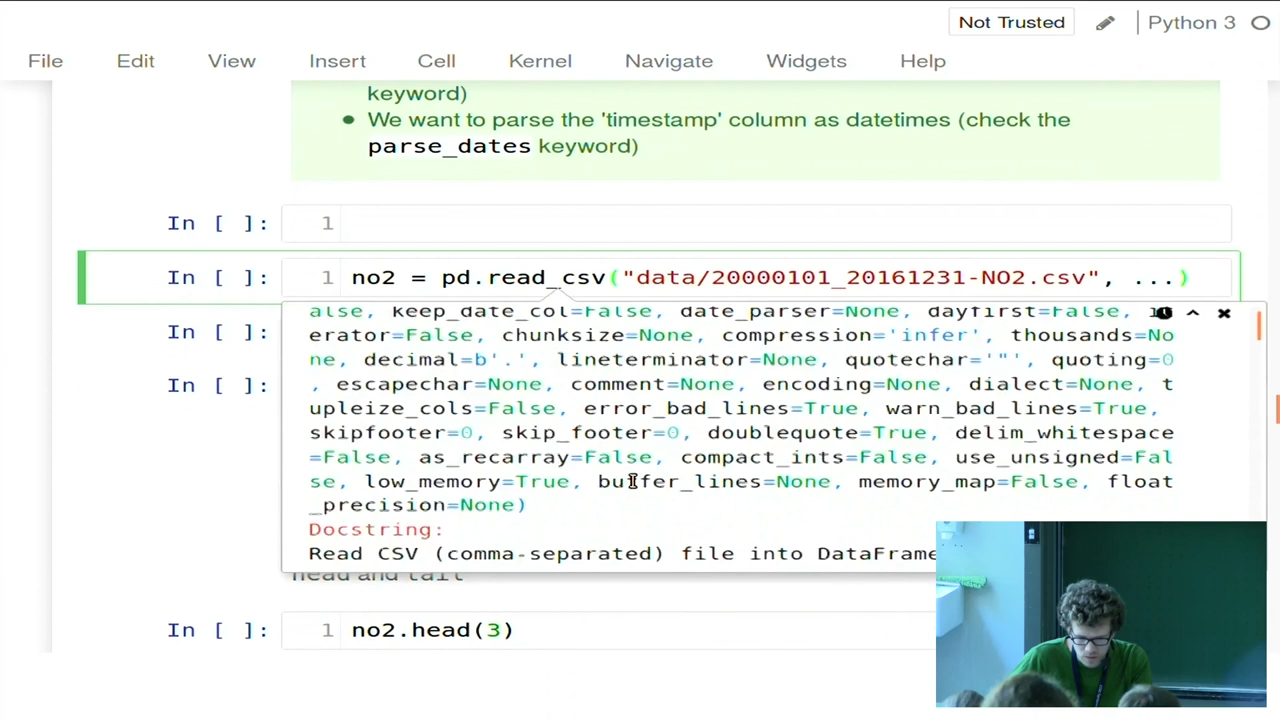 Not Trusted Python 3
File Edit View Insert Cell Kernel Navigate Widgets Help
keyword)
We want to parse the 'timestamp' column as datetimes (check the
parse_dates keyword)
In [ ]: 1
In [ ]: 1 no2 = pd.read_csv("data/20000101_20161231-NO2.csv", ...)
In [ ]:
In [ ]:
alse, keep_date_col=False, date_parser=None, dayfirst=False,
erator=False, chunksize=None, compression='infer', thousands=No
ne, decimal=b'.', lineterminator=None, quotechar='"', quoting=0
, escapechar=None, comment=None, encoding=None, dialect=None, t
upleize_cols=False, error_bad_lines=True, warn_bad_lines=True,
skipfooter=0, skip_footer=0, doublequote=True, delim_whitespace
=False, as_recarray=False, compact_ints=False, use_unsigned=Fal
se, low_memory=True, buffer_lines=None, memory_map=False, float
_precision=None)
Docstring:
Read CSV (comma-separated) file into DataFrame
head and tail
In [ ]: 1 no2.head(3)